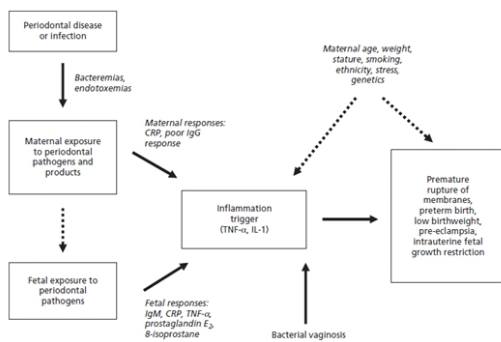 Periodontal disease
or infection
Bacteremias,
endotoxemias
Maternal exposure
to periodontal
pathogens and
products
Fetal exposure to
periodontal
pathogens
Maternal responses:
CRP, poor IgG
response
Fetal responses:
IgM, CRP, TNF-α,
prostaglandin E₂,
8-isoprostane
Inflammation
trigger
(TNF-α, IL-1)
Bacterial vaginosis
Maternal age, weight,
stature, smoking,
ethnicity, stress,
genetics
Premature
rupture of
membranes,
preterm birth,
low birthweight,
pre-eclampsia,
intrauterine fetal
growth restriction